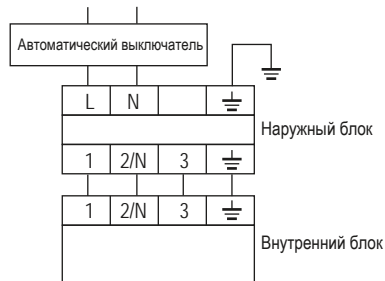 Автоматический выключатель
L N
Наружный блок
1 2/N 3
1 2/N 3
Внутренний блок